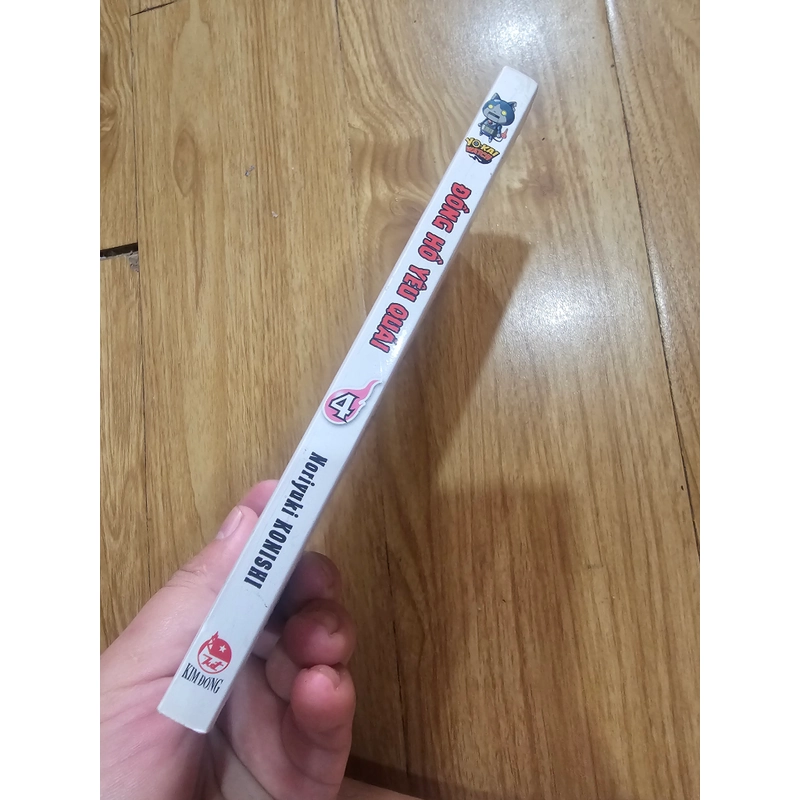 YO-KAI
WATCH
ĐỒNG HỒ YÊU QUÁI
4
Noriyuki KONISHI
KIM ĐỒNG